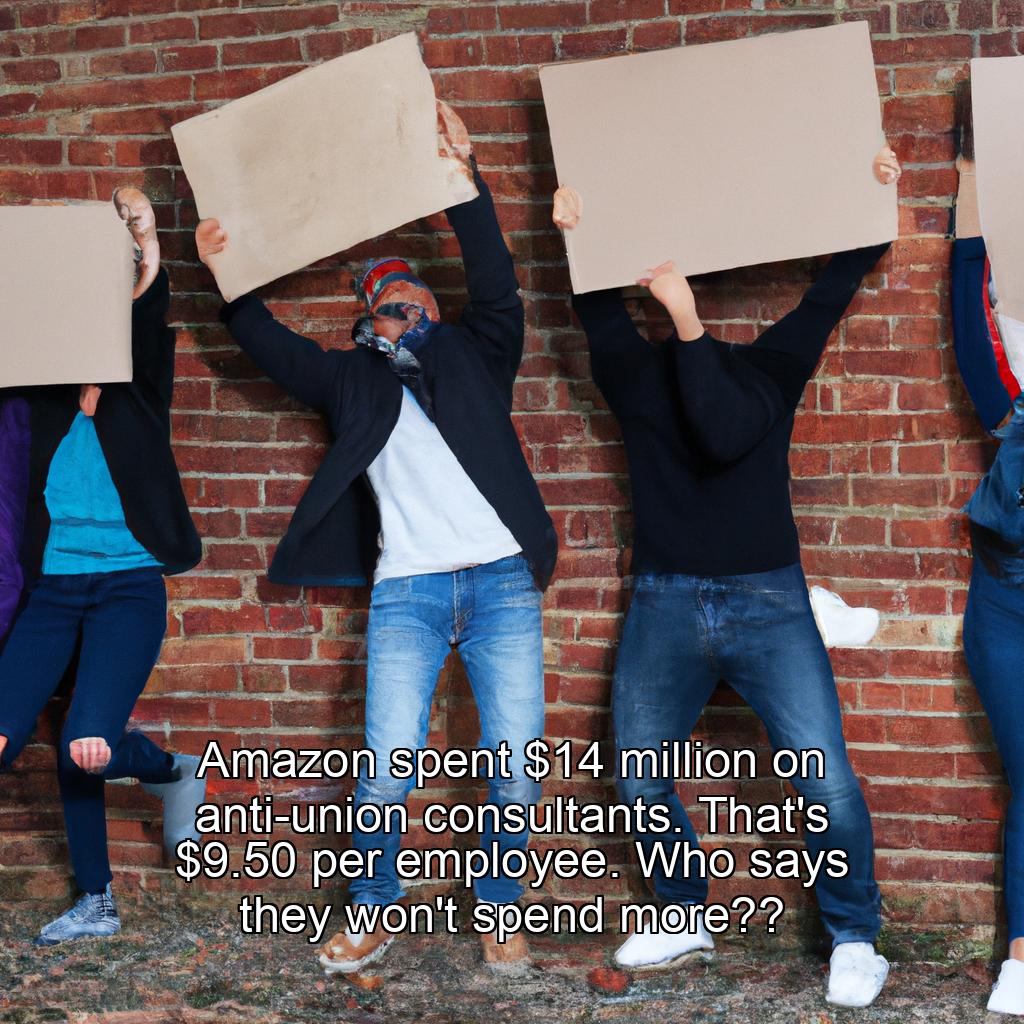 Amazon spent $14 million on
anti-union consultants. That's
$9.50 per employee. Who says
they won't spend more??